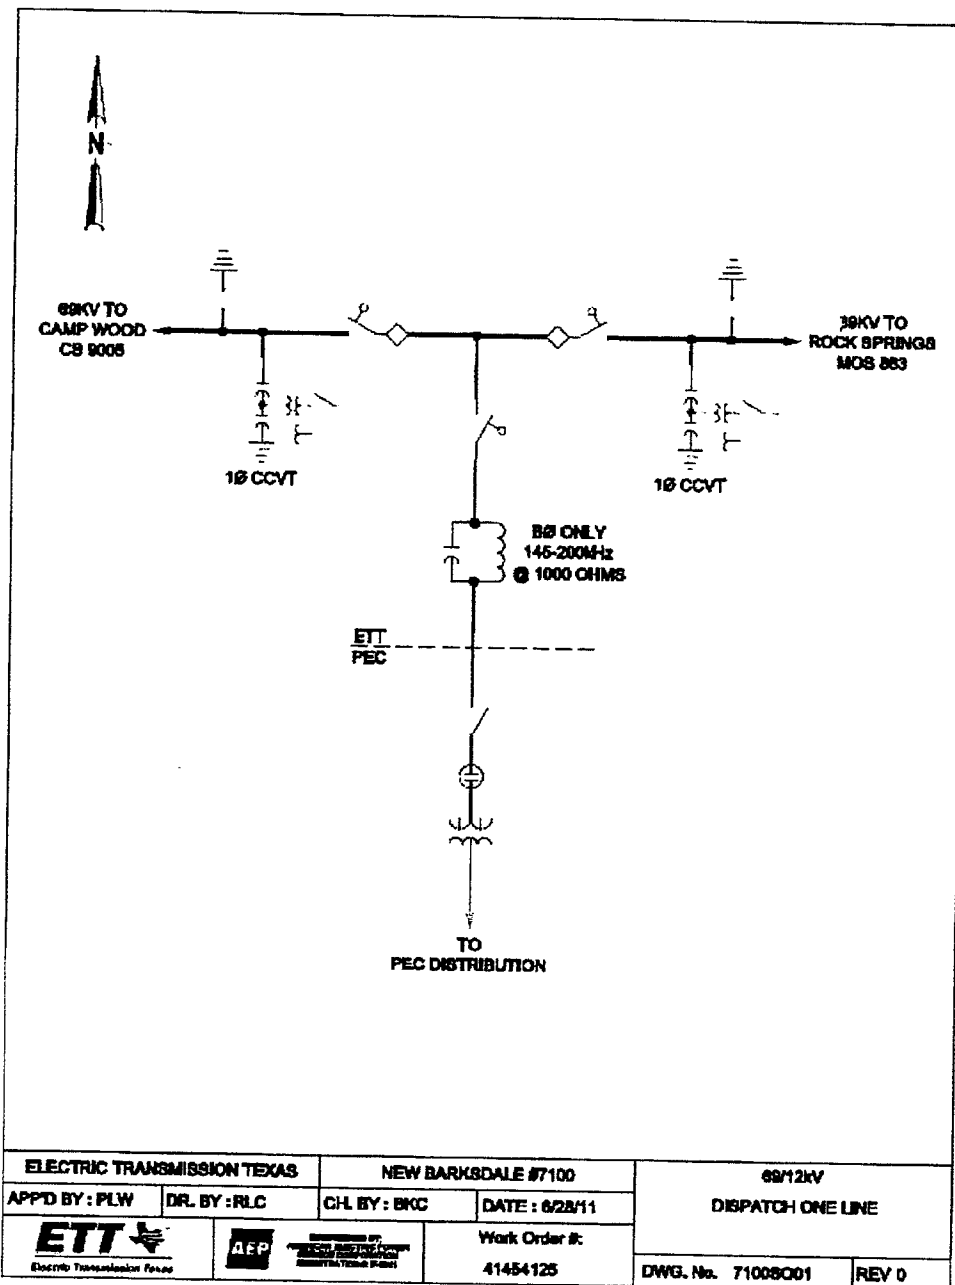 N
69KV TO
CAMP WOOD
CB 9005
39KV TO
ROCK SPRINGS
MOS 863
1Ø CCVT
1Ø CCVT
BØ ONLY
145-200kHz
@ 1000 OHMS
ETT
PEC
TO
PEC DISTRIBUTION
ELECTRIC TRANSMISSION TEXAS
NEW BARKSDALE #7100
69/12kV
DISPATCH ONE LINE
APP'D BY : PLW
DR. BY : RLC
CH. BY : BKC
DATE : 6/28/11
ETT
Electric Transmission Texas
AEP
Work Order #:
41454125
DWG. No. 7100SO01
REV 0